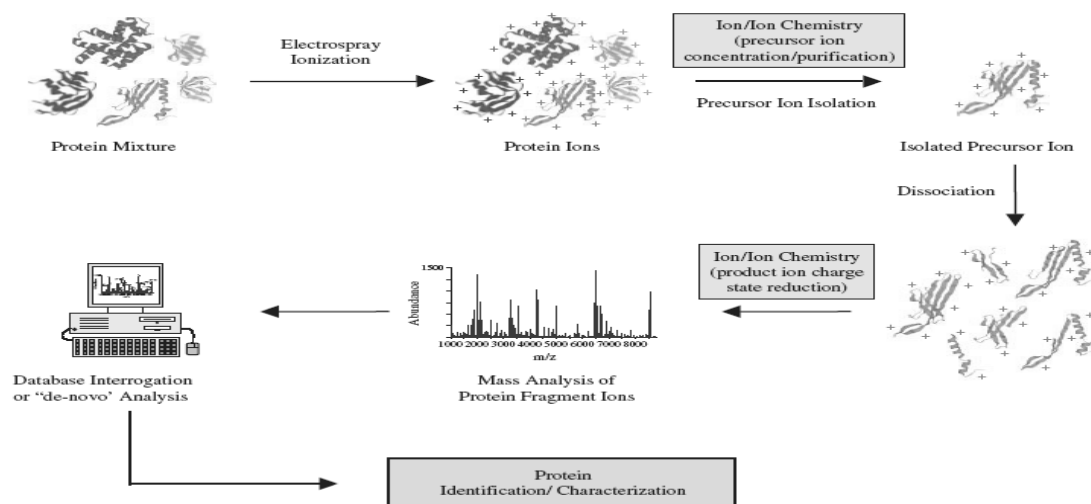 Electrospray
Ionization
Ion/Ion Chemistry
(precursor ion
concentration/purification)
Precursor Ion Isolation
Protein Mixture
Protein Ions
Isolated Precursor Ion
Dissociation
Ion/Ion Chemistry
(product ion charge
state reduction)
1500
Abundance
1000 2000 3000 4000 5000 6000 7000 8000
m/z
Mass Analysis of
Protein Fragment Ions
Database Interrogation
or “de-novo’ Analysis
Protein
Identification/ Characterization